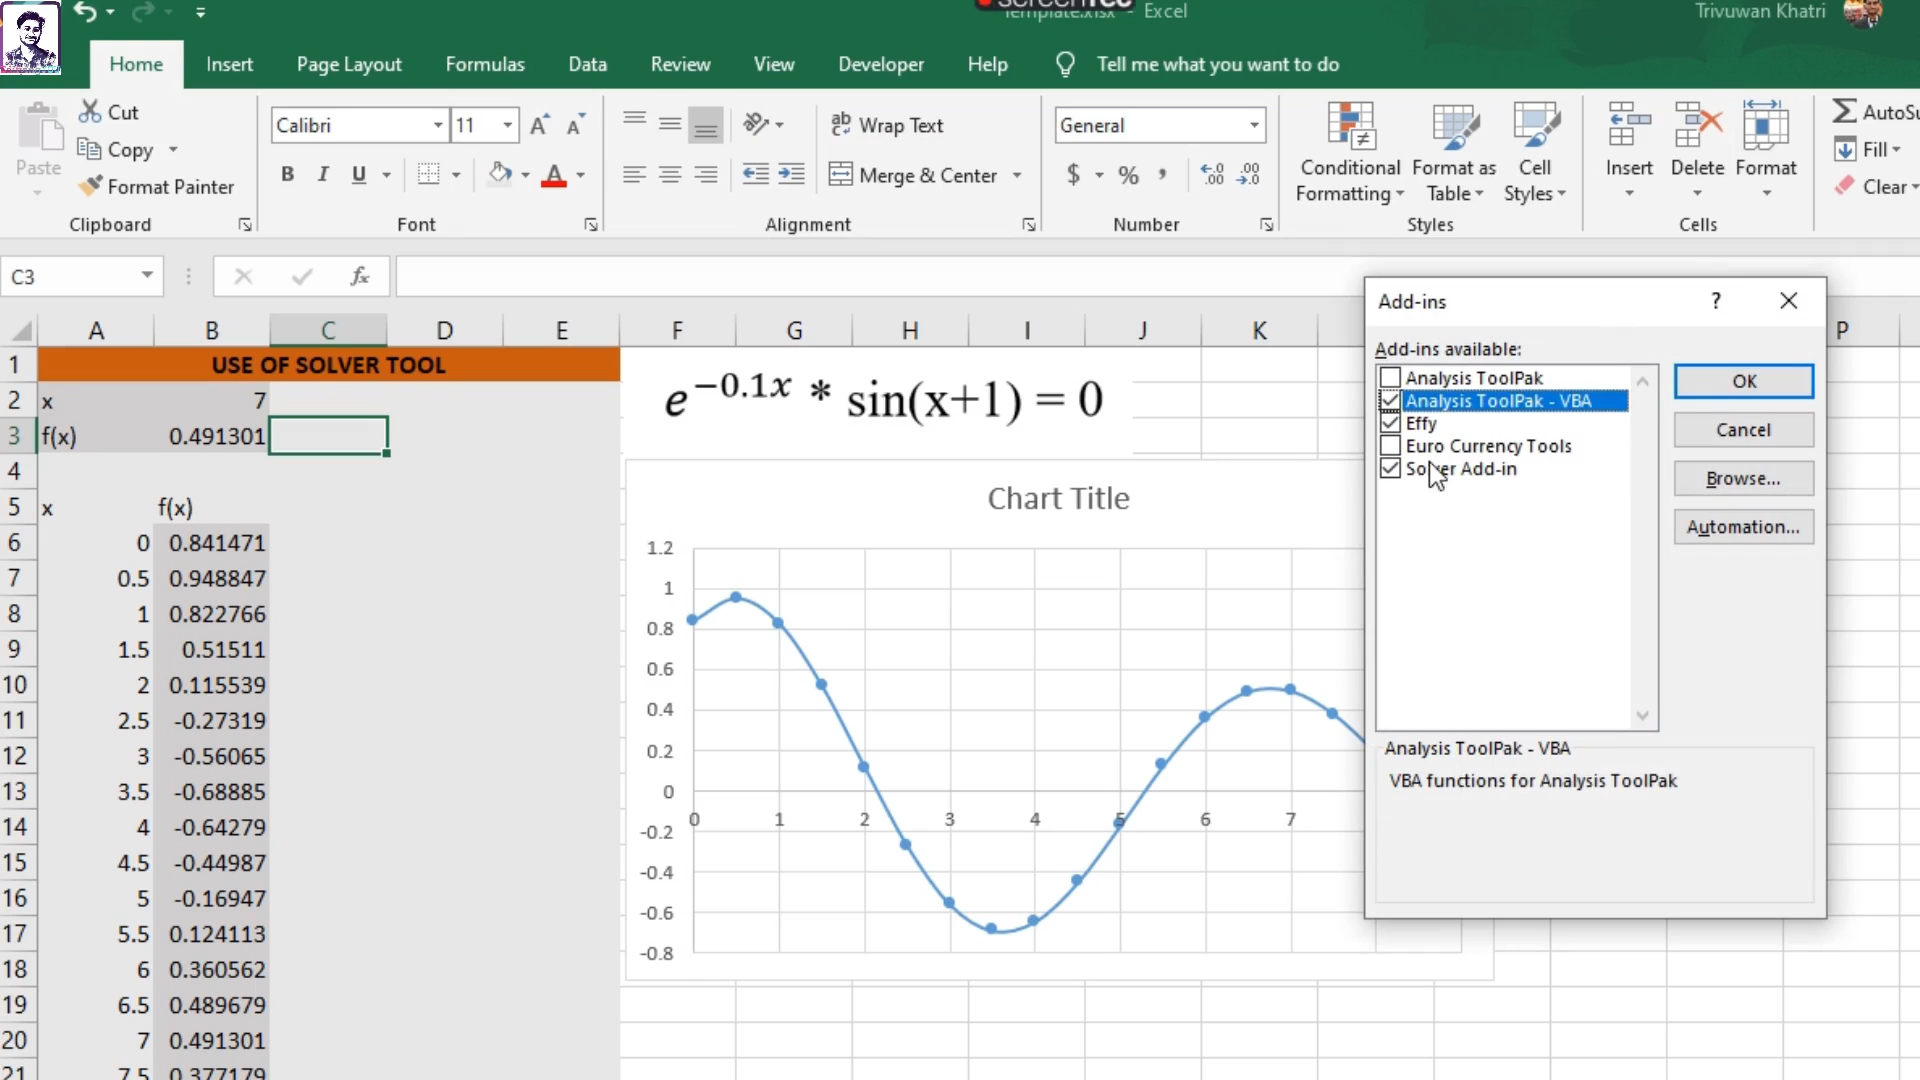 Template.xlsx - Excel
Trivuwan Khatri
Home Insert Page Layout Formulas Data Review View Developer Help Tell me what you want to do
Paste
Cut
Copy
Format Painter
Clipboard
Calibri 11
B I U
Font
Wrap Text
Merge & Center
Alignment
General
$ % ,
Number
Conditional Formatting
Format as Table
Cell Styles
Styles
Insert Delete Format
Cells
Fill
Clear
C3
fx
A B C D E F G H I J K P
1 USE OF SOLVER TOOL
2 x 7
3 f(x) 0.491301
4
5 x f(x)
6 0 0.841471
7 0.5 0.948847
8 1 0.822766
9 1.5 0.51511
10 2 0.115539
11 2.5 -0.27319
12 3 -0.56065
13 3.5 -0.68885
14 4 -0.64279
15 4.5 -0.44987
16 5 -0.16947
17 5.5 0.124113
18 6 0.360562
19 6.5 0.489679
20 7 0.491301
21 7.5 0.377179
e^−0.1x * sin(x+1) = 0
Chart Title
1.2
1
0.8
0.6
0.4
0.2
0
-0.2
-0.4
-0.6
-0.8
0 1 2 3 4 5 6 7
Add-ins ?
Add-ins available:
Analysis ToolPak
Analysis ToolPak - VBA
Effy
Euro Currency Tools
Solver Add-in
OK
Cancel
Browse...
Automation...
Analysis ToolPak - VBA
VBA functions for Analysis ToolPak